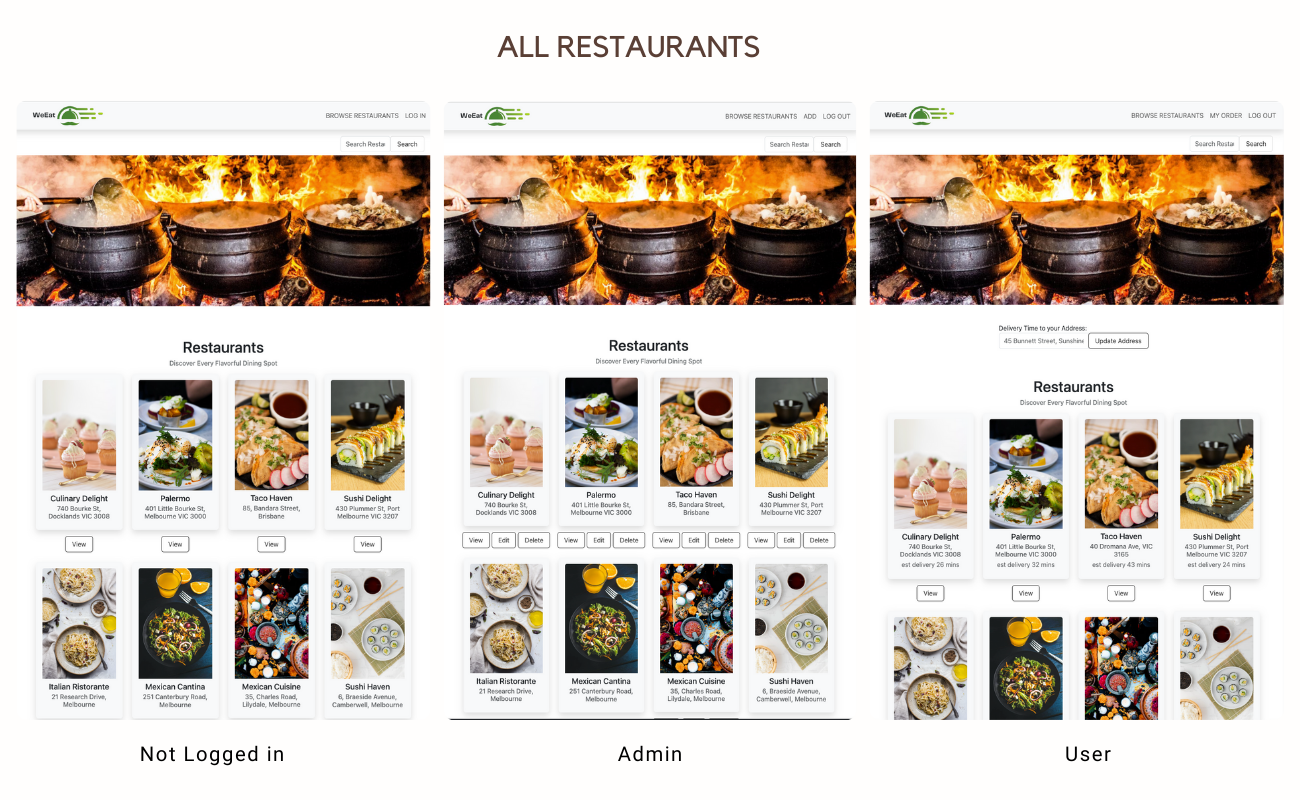 ALL RESTAURANTS
WeEat
BROWSE RESTAURANTS LOG IN
Search Restau
Search
Restaurants
Discover Every Flavorful Dining Spot
Culinary Delight
740 Bourke St,
Docklands VIC 3008
View
Palermo
401 Little Bourke St,
Melbourne VIC 3000
View
Taco Haven
85, Bandara Street,
Brisbane
View
Sushi Delight
430 Plummer St, Port
Melbourne VIC 3207
View
Italian Ristorante
21 Research Drive,
Melbourne
Mexican Cantina
251 Canterbury Road,
Melbourne
Mexican Cuisine
35, Charles Road,
Lilydale, Melbourne
Sushi Haven
6, Braeside Avenue,
Camberwell, Melbourne
Not Logged in
WeEat
BROWSE RESTAURANTS ADD LOG OUT
Search Restau
Search
Restaurants
Discover Every Flavorful Dining Spot
Culinary Delight
740 Bourke St,
Docklands VIC 3008
View Edit Delete
Palermo
401 Little Bourke St,
Melbourne VIC 3000
View Edit Delete
Taco Haven
85, Bandara Street,
Brisbane
View Edit Delete
Sushi Delight
430 Plummer St, Port
Melbourne VIC 3207
View Edit Delete
Italian Ristorante
21 Research Drive,
Melbourne
Mexican Cantina
251 Canterbury Road,
Melbourne
Mexican Cuisine
35, Charles Road,
Lilydale, Melbourne
Sushi Haven
6, Braeside Avenue,
Camberwell, Melbourne
Admin
WeEat
BROWSE RESTAURANTS MY ORDER LOG OUT
Search Restau
Search
Delivery Time to your Address:
45 Bunnett Street, Sunshine
Update Address
Restaurants
Discover Every Flavorful Dining Spot
Culinary Delight
740 Bourke St,
Docklands VIC 3008
est delivery 26 mins
View
Palermo
401 Little Bourke St,
Melbourne VIC 3000
est delivery 32 mins
View
Taco Haven
40 Dromana Ave, VIC
3165
est delivery 43 mins
View
Sushi Delight
430 Plummer St, Port
Melbourne VIC 3207
est delivery 24 mins
View
User